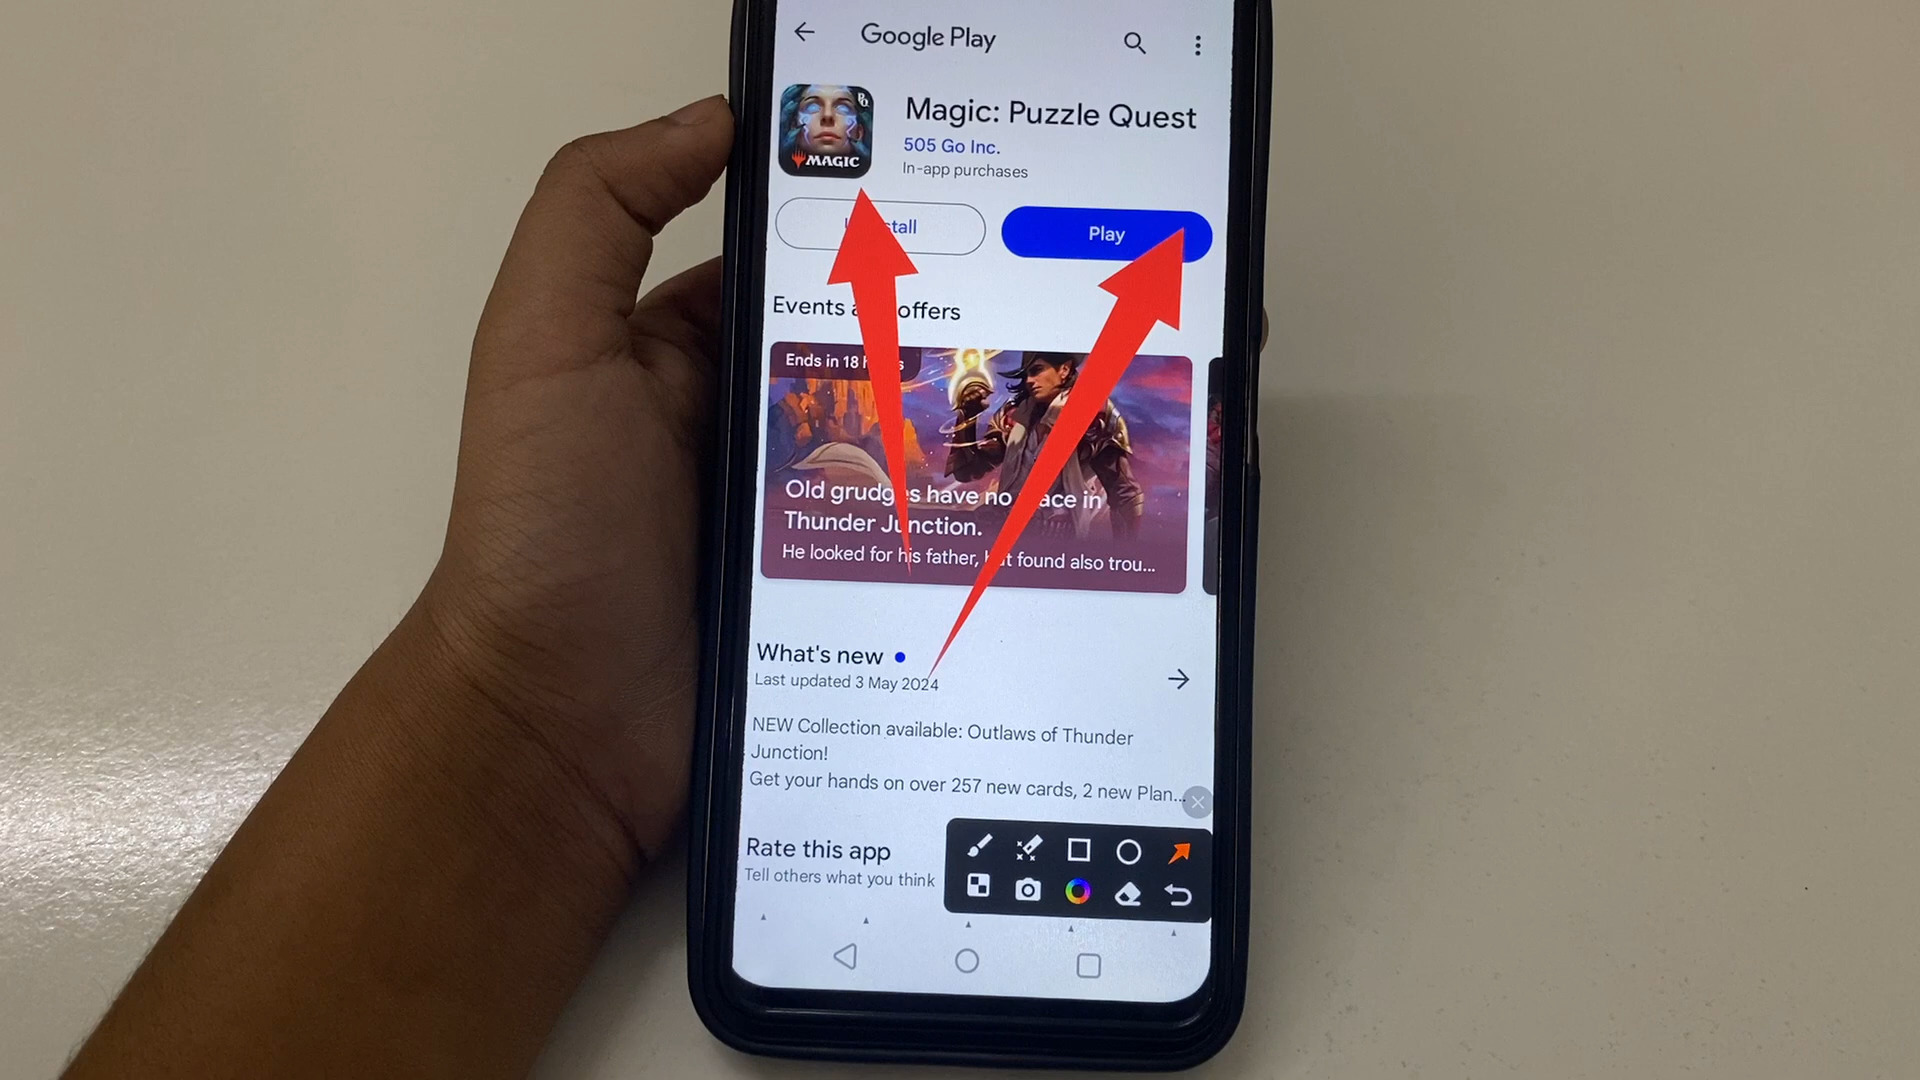 Google Play
Magic: Puzzle Quest
505 Go Inc.
In-app purchases
MAGIC
tall
Play
Events offers
Ends in 18
Old grudges have no ace in
Thunder Junction.
He looked for his father, found also trou...
What's new
Last updated 3 May 2024
NEW Collection available: Outlaws of Thunder
Junction!
Get your hands on over 257 new cards, 2 new Plan...
Rate this app
Tell others what you think